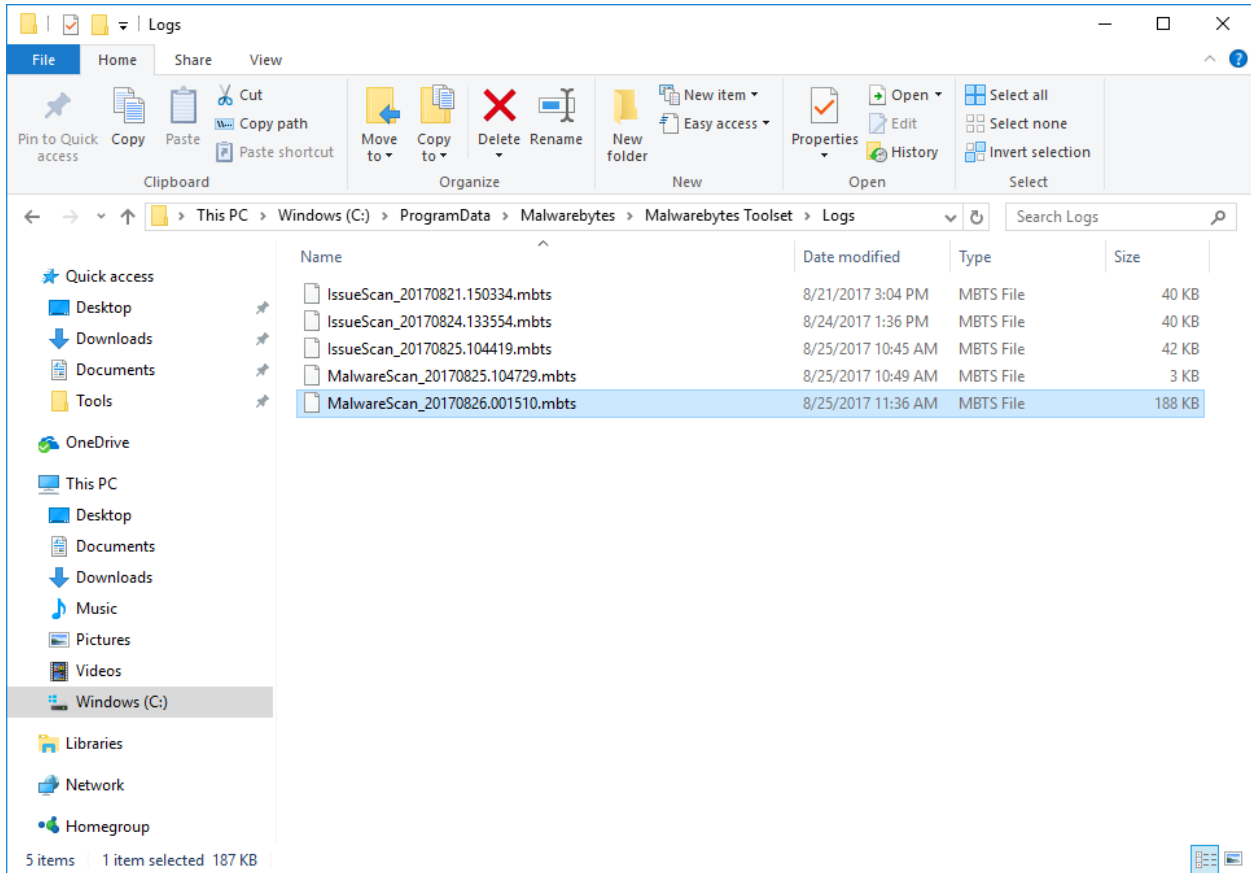 Logs
File Home Share View
Pin to Quick access
Copy
Paste
Cut
Copy path
Paste shortcut
Move to
Copy to
Delete
Rename
New folder
New item
Easy access
Properties
Open
Edit
History
Select all
Select none
Invert selection
Clipboard Organize New Open Select
This PC Windows (C:) ProgramData Malwarebytes Malwarebytes Toolset Logs Search Logs
Name Date modified Type Size
IssueScan_20170821.150334.mbts 8/21/2017 3:04 PM MBTS File 40 KB
IssueScan_20170824.133554.mbts 8/24/2017 1:36 PM MBTS File 40 KB
IssueScan_20170825.104419.mbts 8/25/2017 10:45 AM MBTS File 42 KB
MalwareScan_20170825.104729.mbts 8/25/2017 10:49 AM MBTS File 3 KB
MalwareScan_20170826.001510.mbts 8/25/2017 11:36 AM MBTS File 188 KB
Quick access
Desktop
Downloads
Documents
Tools
OneDrive
This PC
Desktop
Documents
Downloads
Music
Pictures
Videos
Windows (C:)
Libraries
Network
Homegroup
5 items 1 item selected 187 KB